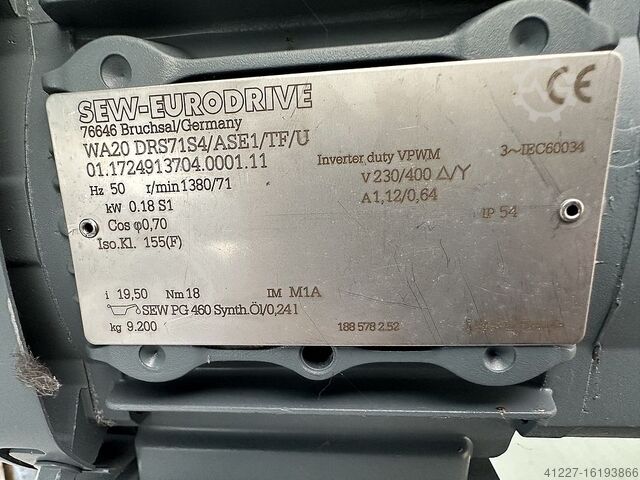 SEW-EURODRIVE
76646 Bruchsal/Germany
CE
WA20 DRS71S4/ASE1/TF/U
01.1724913704.0001.11
Inverter duty VPWM
3~IEC60034
Hz 50 r/min 1380/71
V 230/400 Δ/Y
kW 0.18 S1
A 1,12/0,64
Cos φ 0,70
IP 54
Iso.Kl. 155(F)
i 19,50 Nm 18
IM M1A
SEW PG 460 Synth.Öl/0,24 l
kg 9.200
188 578 2.52
41227-16193866